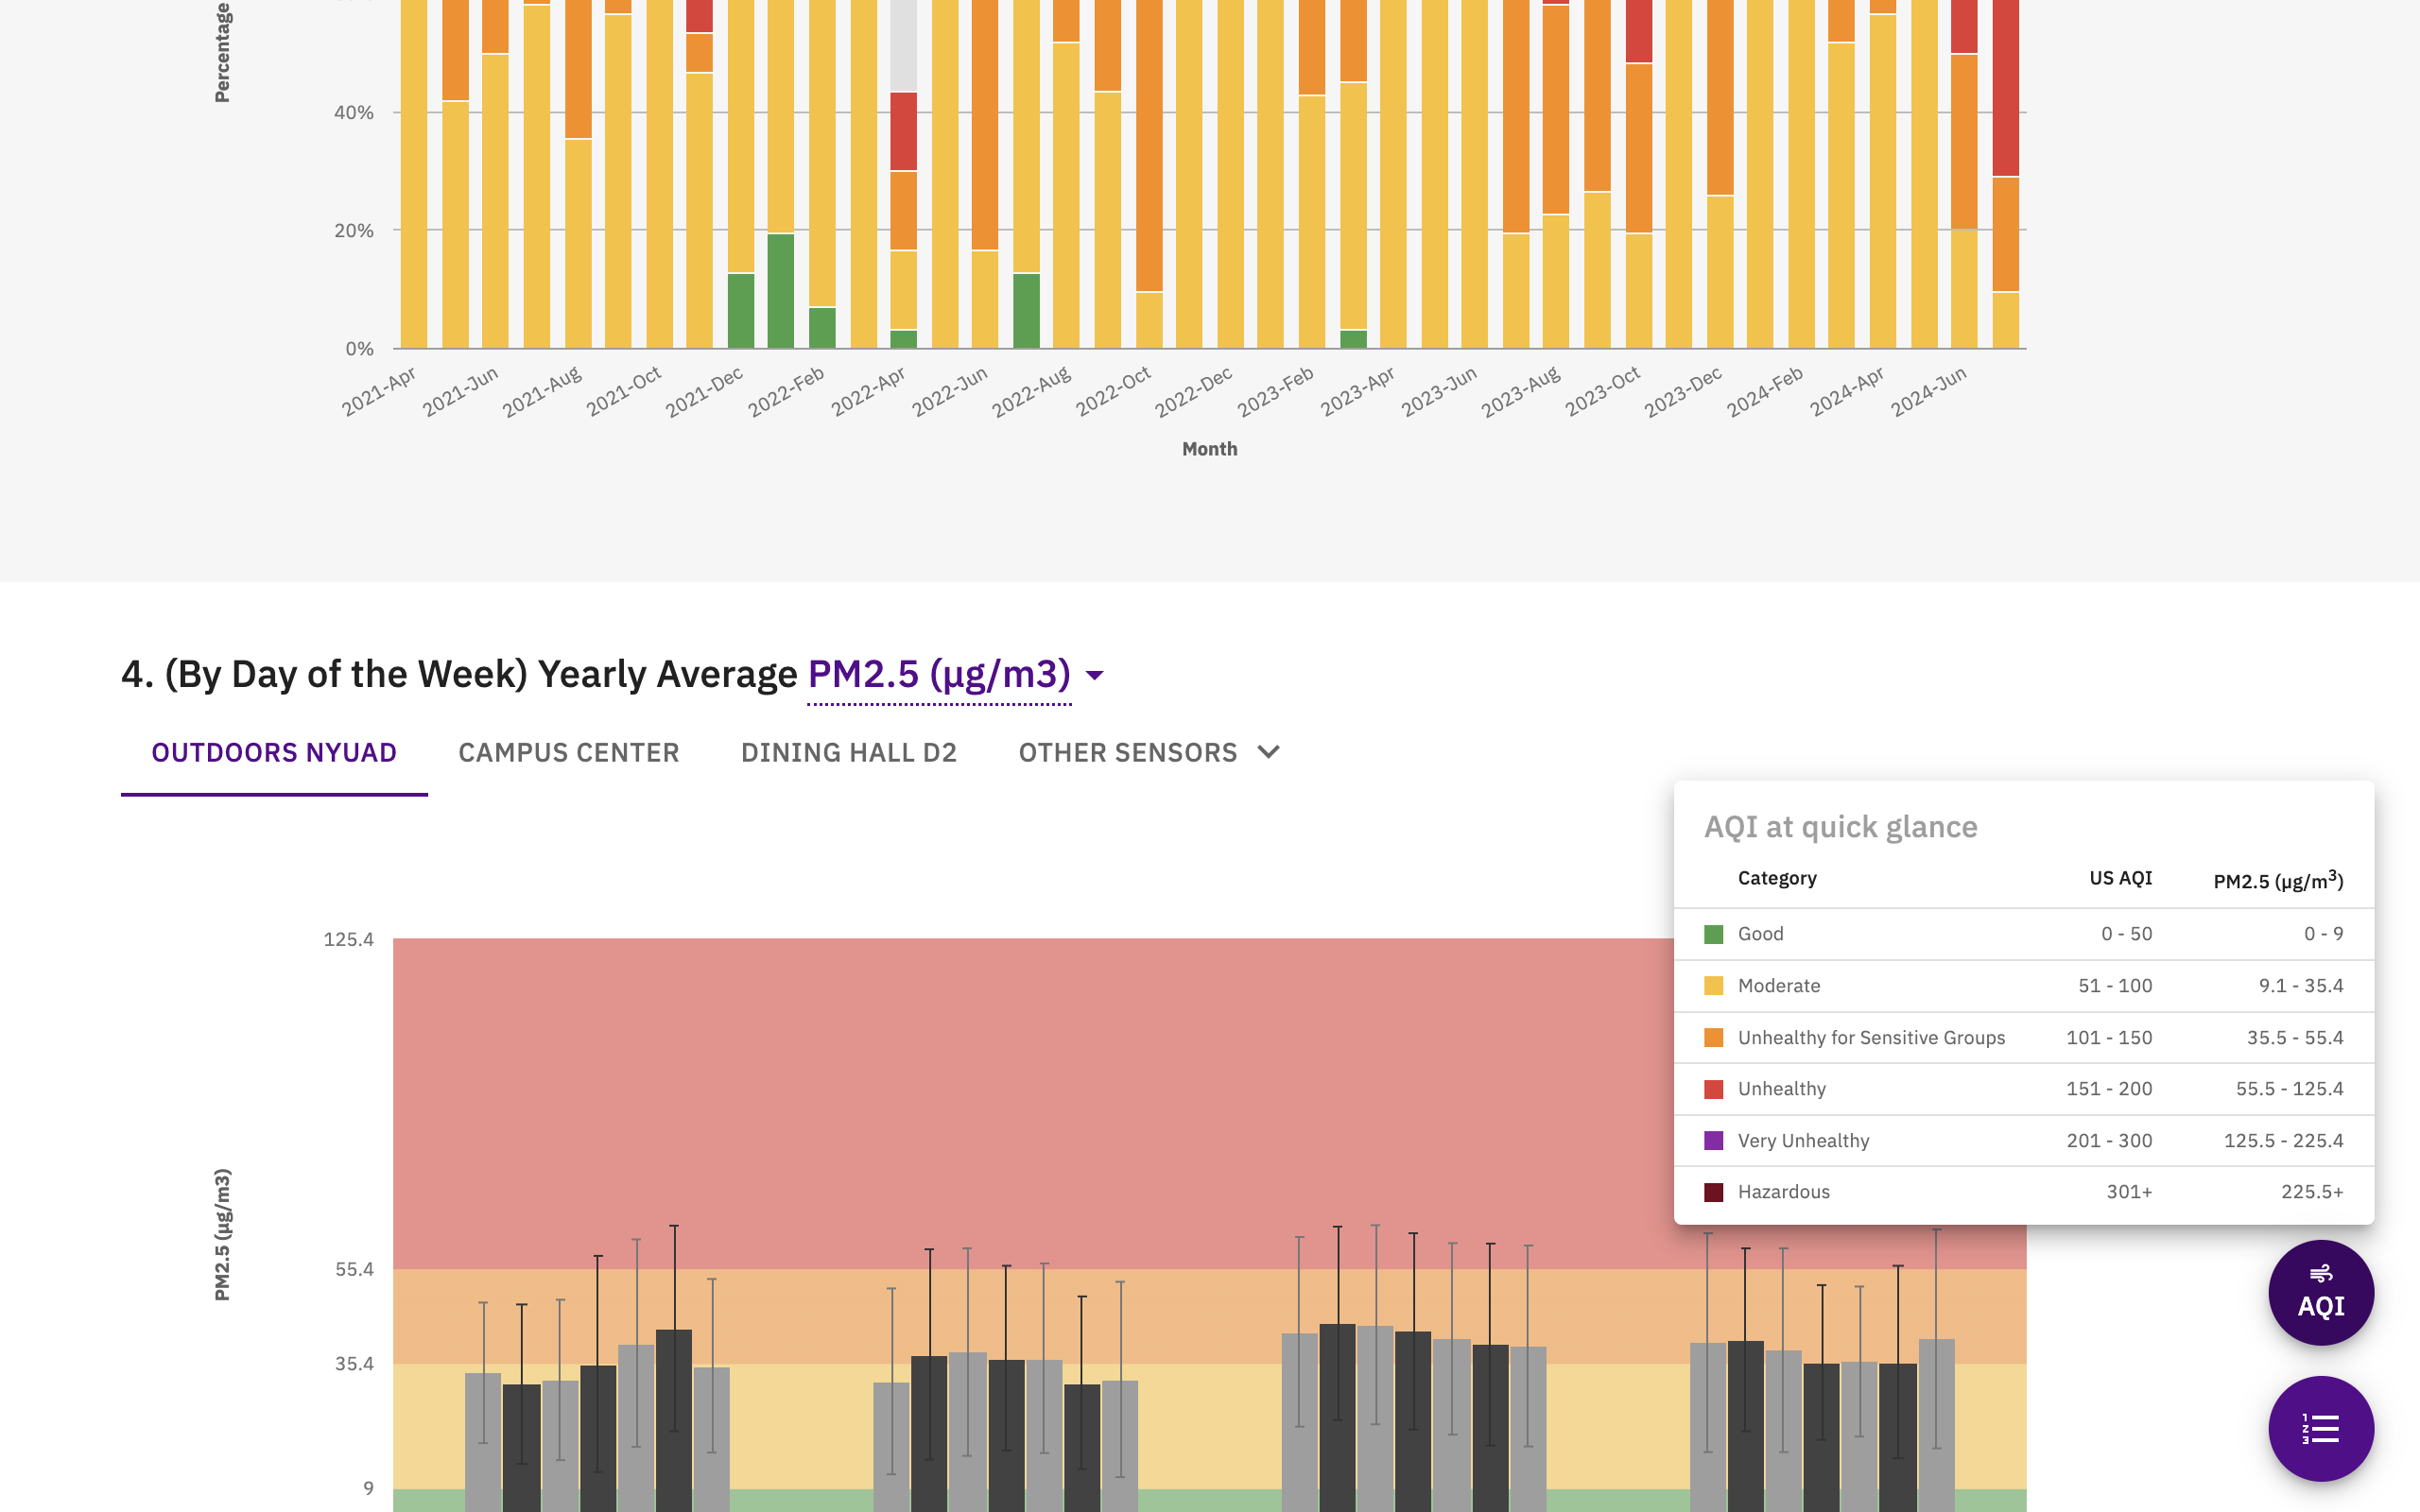 Percentage
40%
20%
0%
2021-Apr
2021-Jun
2021-Aug
2021-Oct
2021-Dec
2022-Feb
2022-Apr
2022-Jun
2022-Aug
2022-Oct
2022-Dec
2023-Feb
2023-Apr
2023-Jun
2023-Aug
2023-Oct
2023-Dec
2024-Feb
2024-Apr
2024-Jun
Month
4. (By Day of the Week) Yearly Average PM2.5 (µg/m3)
OUTDOORS NYUAD CAMPUS CENTER DINING HALL D2 OTHER SENSORS
AQI at quick glance
Category US AQI PM2.5 (µg/m3)
Good 0 - 50 0 - 9
Moderate 51 - 100 9.1 - 35.4
Unhealthy for Sensitive Groups 101 - 150 35.5 - 55.4
Unhealthy 151 - 200 55.5 - 125.4
Very Unhealthy 201 - 300 125.5 - 225.4
Hazardous 301+ 225.5+
PM2.5 (µg/m3)
125.4
55.4
35.4
9
AQI
1
2
3